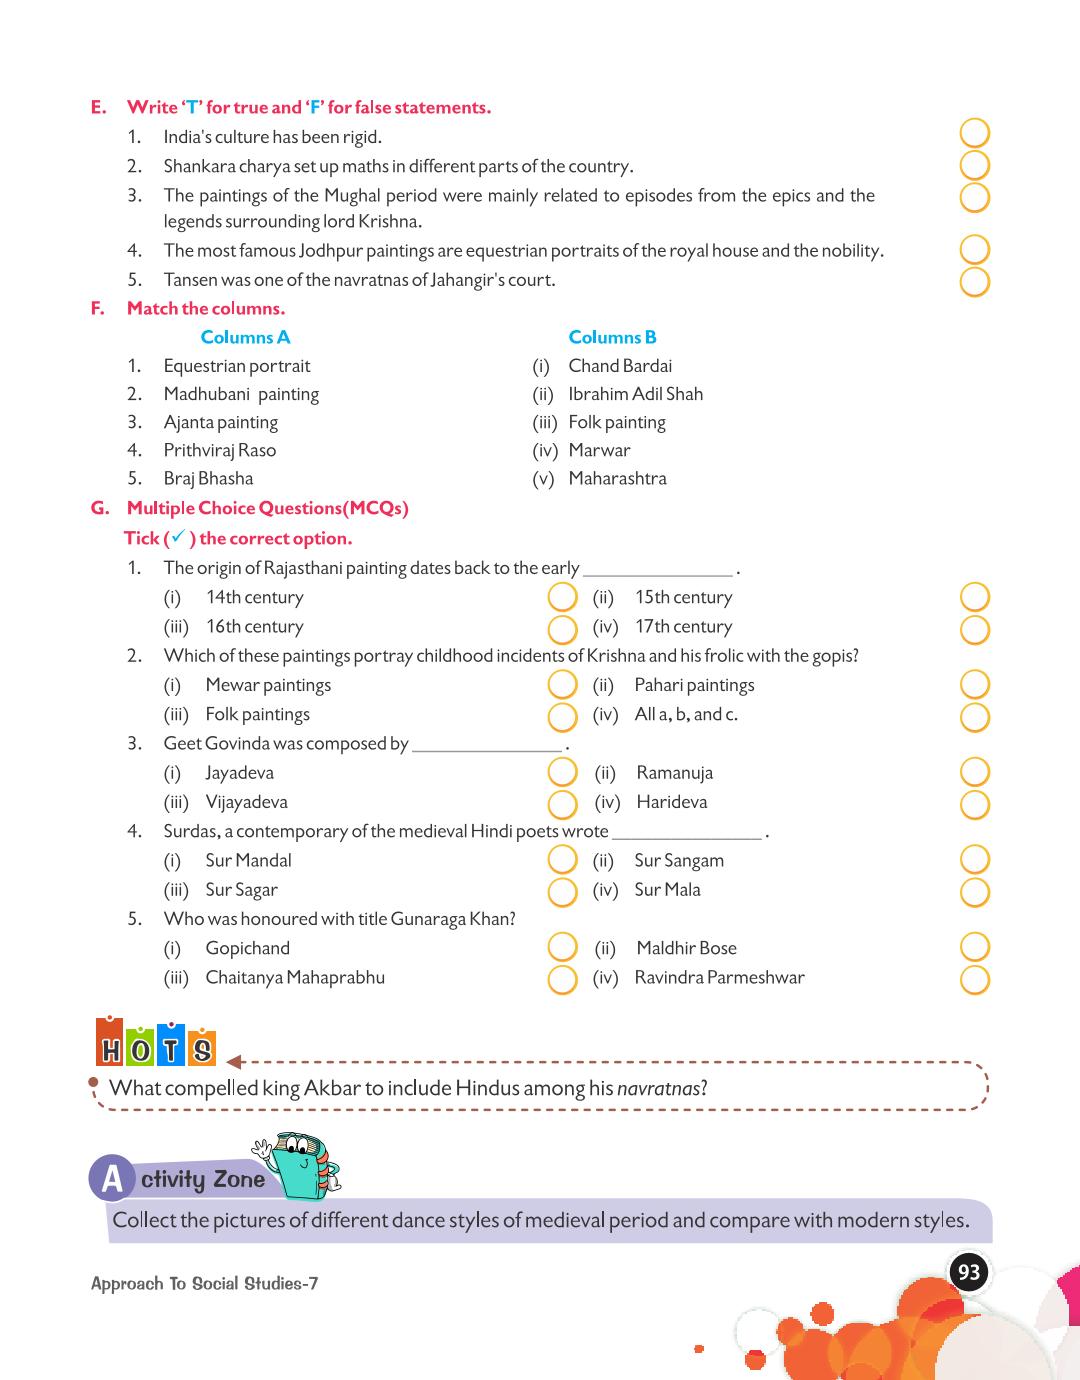 E. Write ‘T’ for true and ‘F’ for false statements.
1. India's culture has been rigid.
2. Shankara charya set up maths in different parts of the country.
3. The paintings of the Mughal period were mainly related to episodes from the epics and the
legends surrounding lord Krishna.
4. The most famous Jodhpur paintings are equestrian portraits of the royal house and the nobility.
5. Tansen was one of the navratnas of Jahangir's court.
F. Match the columns.
Columns A Columns B
1. Equestrian portrait (i) Chand Bardai
2. Madhubani painting (ii) Ibrahim Adil Shah
3. Ajanta painting (iii) Folk painting
4. Prithviraj Raso (iv) Marwar
5. Braj Bhasha (v) Maharashtra
G. Multiple Choice Questions(MCQs)
Tick (✓) the correct option.
1. The origin of Rajasthani painting dates back to the early _______________ .
(i) 14th century (ii) 15th century
(iii) 16th century (iv) 17th century
2. Which of these paintings portray childhood incidents of Krishna and his frolic with the gopis?
(i) Mewar paintings (ii) Pahari paintings
(iii) Folk paintings (iv) All a, b, and c.
3. Geet Govinda was composed by _______________ .
(i) Jayadeva (ii) Ramanuja
(iii) Vijayadeva (iv) Harideva
4. Surdas, a contemporary of the medieval Hindi poets wrote _______________ .
(i) Sur Mandal (ii) Sur Sangam
(iii) Sur Sagar (iv) Sur Mala
5. Who was honoured with title Gunaraga Khan?
(i) Gopichand (ii) Maldhir Bose
(iii) Chaitanya Mahaprabhu (iv) Ravindra Parmeshwar
HOTS
What compelled king Akbar to include Hindus among his navratnas?
Activity Zone
Collect the pictures of different dance styles of medieval period and compare with modern styles.
Approach To Social Studies-7 93